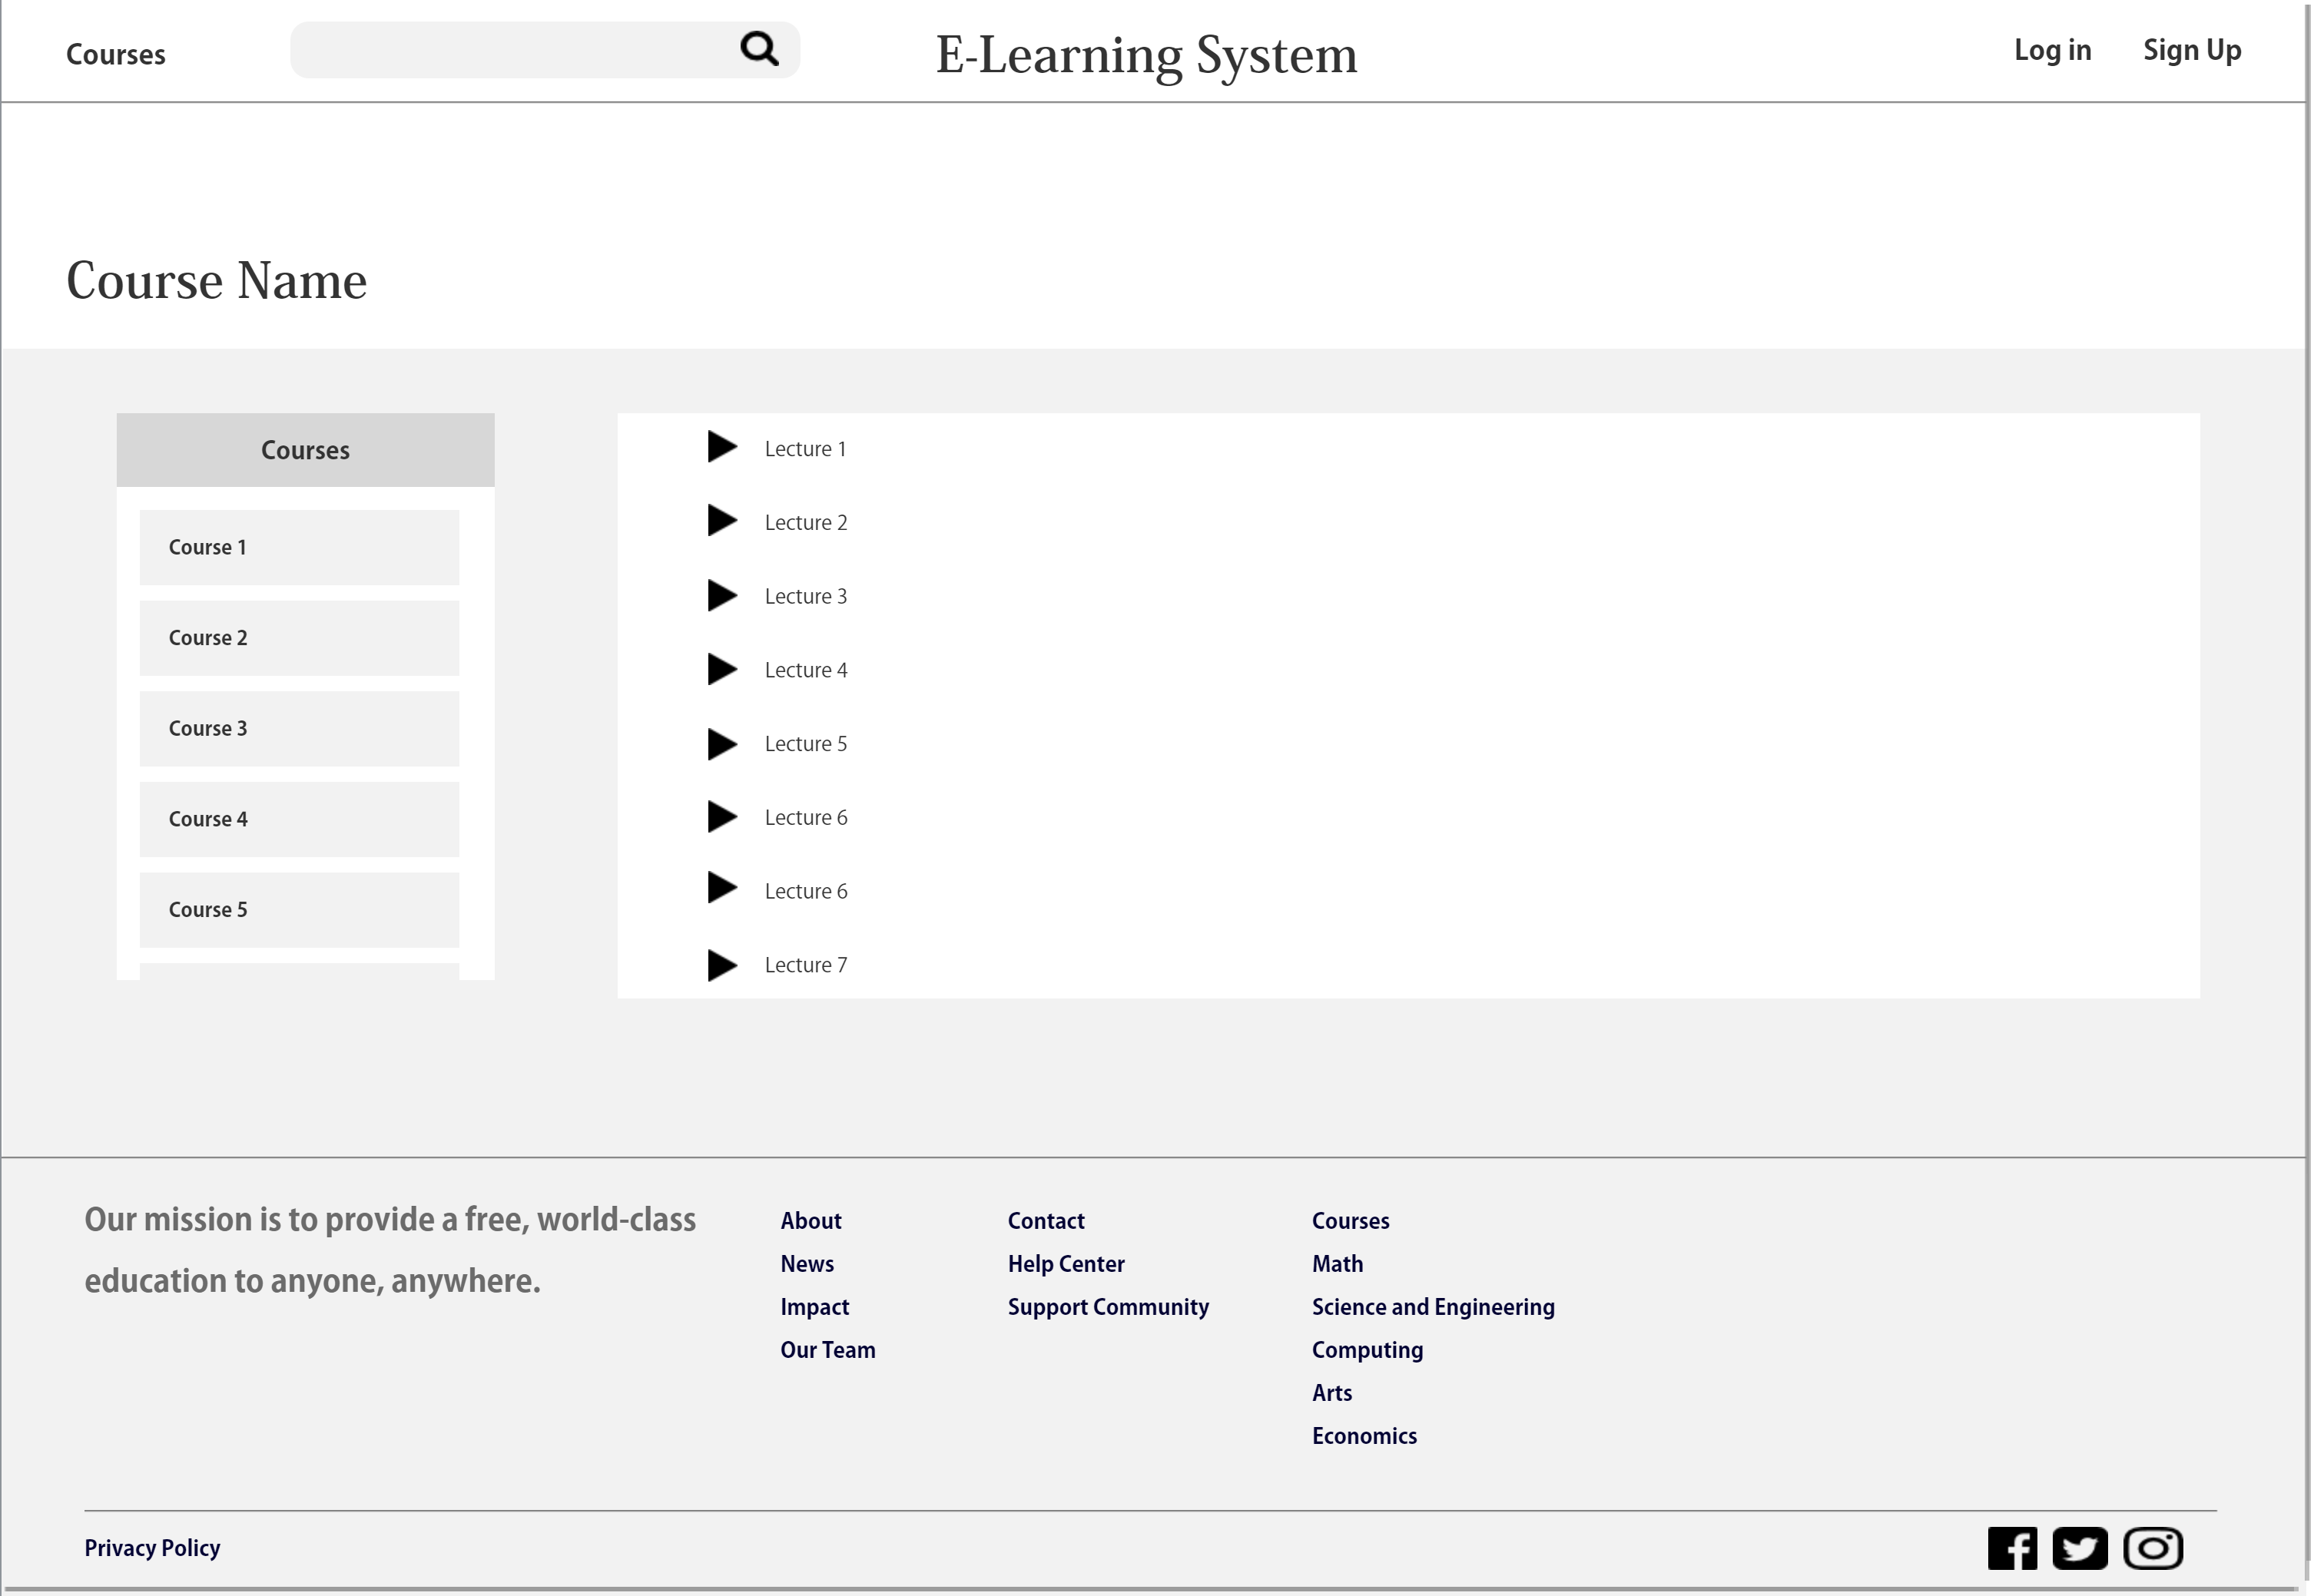 Courses
E-Learning System
Log in
Sign Up
Course Name
Courses
Course 1
Course 2
Course 3
Course 4
Course 5
Lecture 1
Lecture 2
Lecture 3
Lecture 4
Lecture 5
Lecture 6
Lecture 6
Lecture 7
Our mission is to provide a free, world-class
education to anyone, anywhere.
About
News
Impact
Our Team
Contact
Help Center
Support Community
Courses
Math
Science and Engineering
Computing
Arts
Economics
Privacy Policy